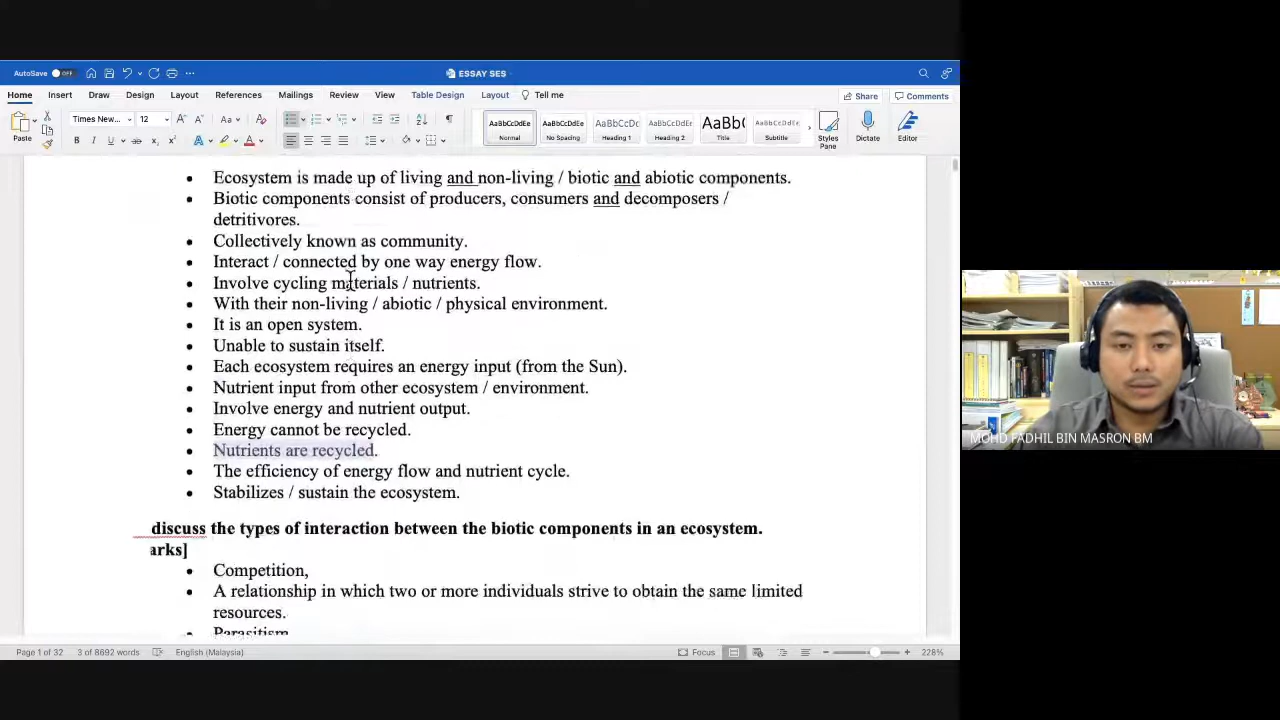 AutoSave OFF
ESSAY SES
Home Insert Draw Design Layout References Mailings Review View Table Design Layout Tell me
Share Comments
Paste
Times New... 12
AaBbCcDdEe AaBbCcDdEe AaBbCcDc AaBbCcDdEe AaBbC AaBbCcDdEe
Normal No Spacing Heading 1 Heading 2 Title Subtitle
Styles Pane
Dictate
Editor
• Ecosystem is made up of living and non-living / biotic and abiotic components.
• Biotic components consist of producers, consumers and decomposers /
detritivores.
• Collectively known as community.
• Interact / connected by one way energy flow.
• Involve cycling materials / nutrients.
• With their non-living / abiotic / physical environment.
• It is an open system.
• Unable to sustain itself.
• Each ecosystem requires an energy input (from the Sun).
• Nutrient input from other ecosystem / environment.
• Involve energy and nutrient output.
• Energy cannot be recycled.
• Nutrients are recycled.
• The efficiency of energy flow and nutrient cycle.
• Stabilizes / sustain the ecosystem.
discuss the types of interaction between the biotic components in an ecosystem.
arks]
• Competition,
• A relationship in which two or more individuals strive to obtain the same limited
resources.
• Parasitism
Page 1 of 32 3 of 8692 words English (Malaysia) Focus 228%
MOHD FADHIL BIN MASRON BM